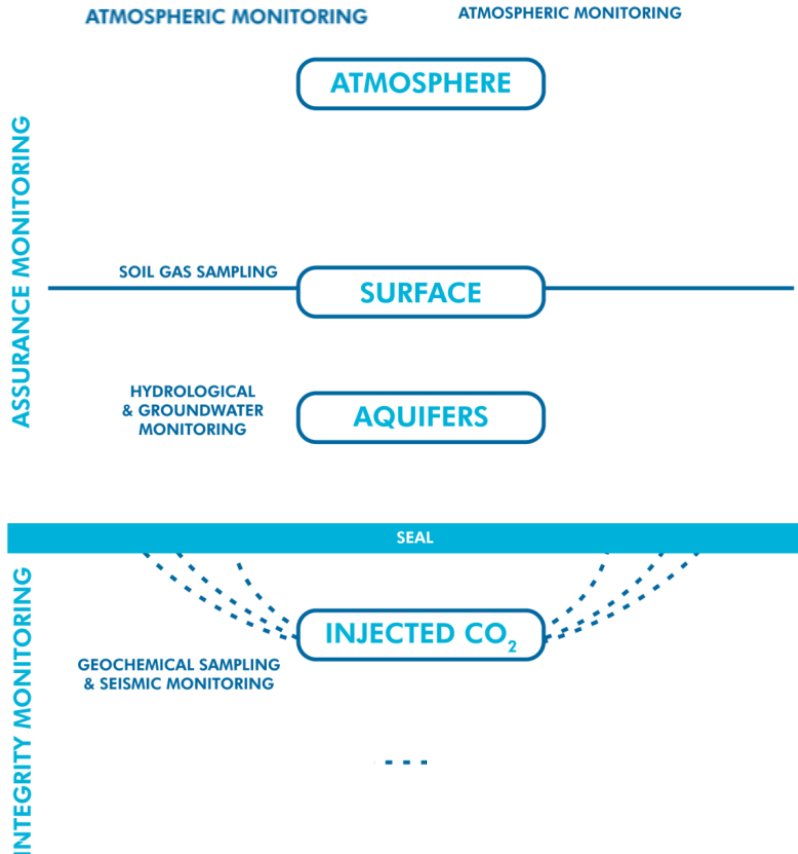 ATMOSPHERIC MONITORING
ATMOSPHERIC MONITORING
ATMOSPHERE
ASSURANCE MONITORING
SOIL GAS SAMPLING
SURFACE
HYDROLOGICAL
& GROUNDWATER
MONITORING
AQUIFERS
SEAL
INTEGRITY MONITORING
INJECTED CO₂
GEOCHEMICAL SAMPLING
& SEISMIC MONITORING